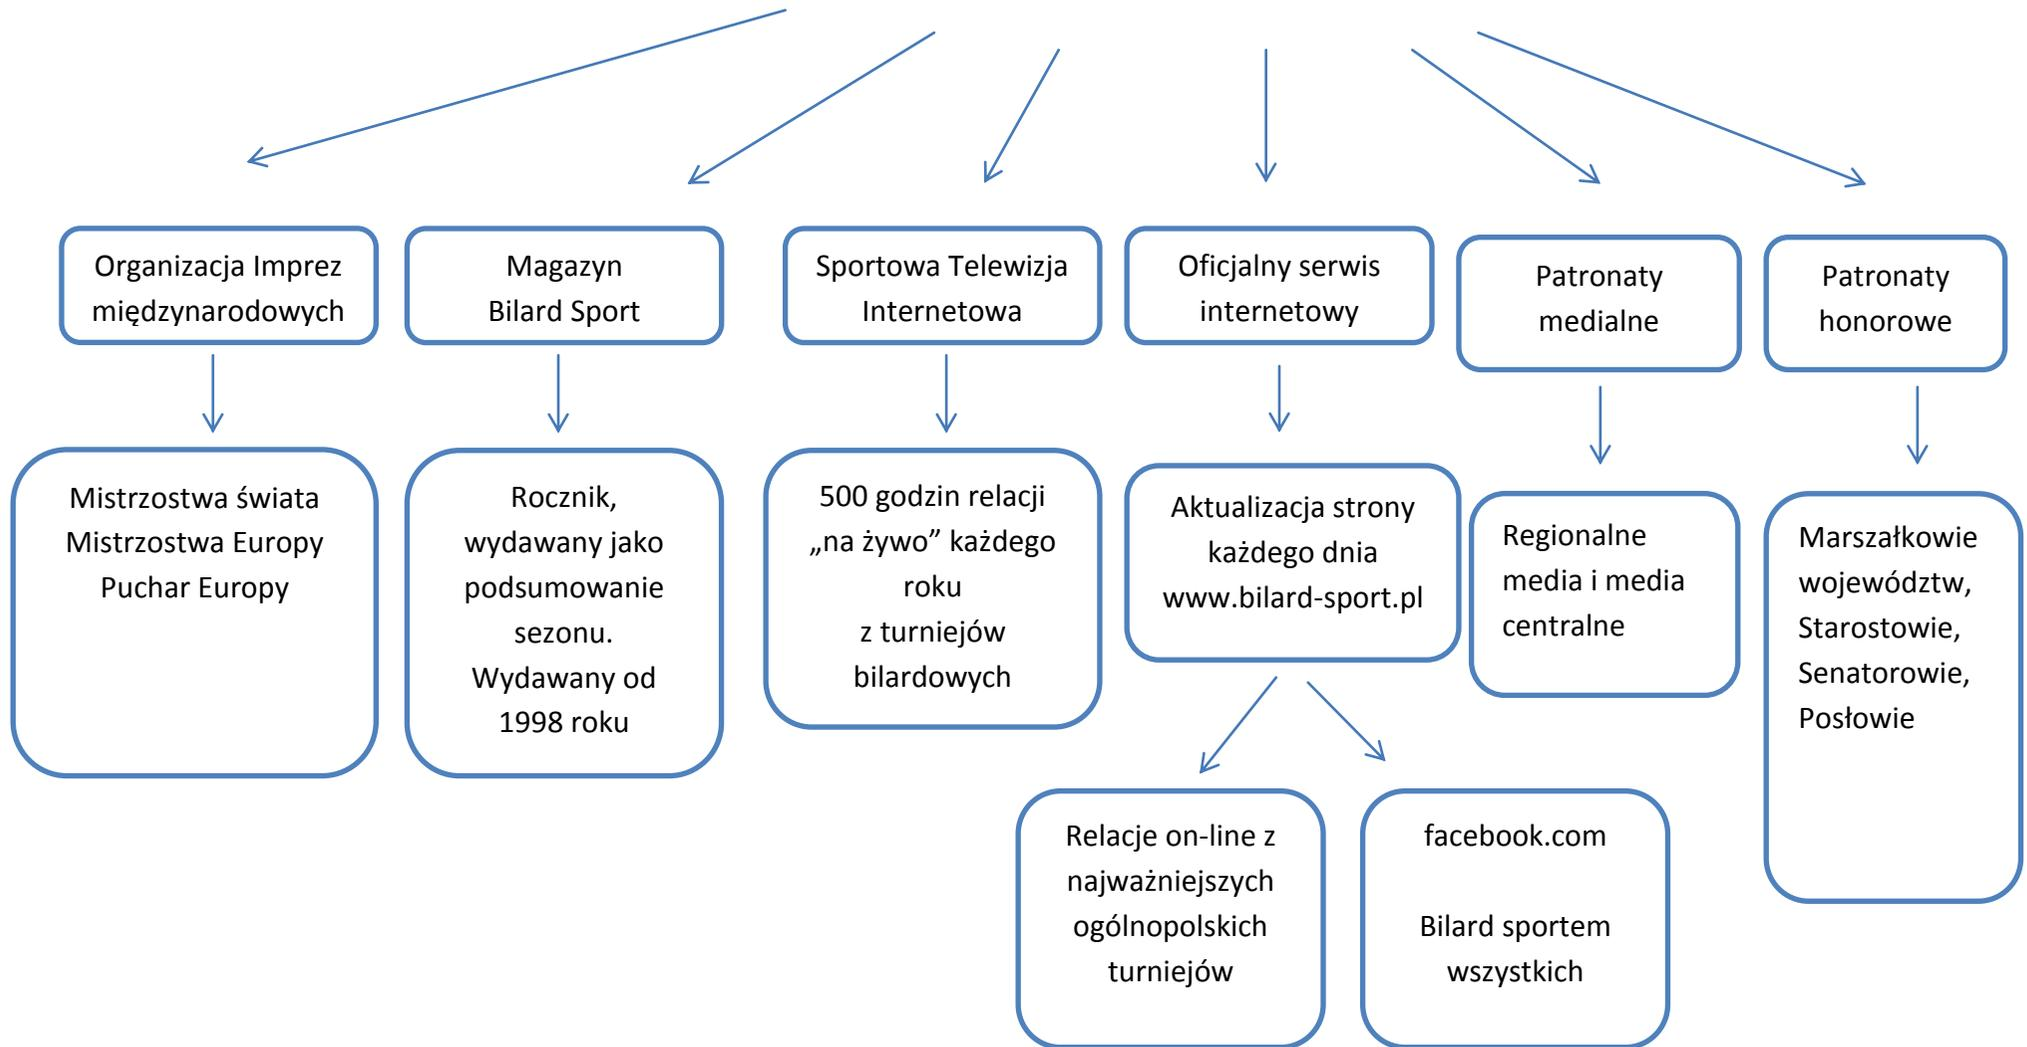 Organizacja Imprez
międzynarodowych
Magazyn
Bilard Sport
Sportowa Telewizja
Internetowa
Oficjalny serwis
internetowy
Patronaty
medialne
Patronaty
honorowe
Mistrzostwa świata
Mistrzostwa Europy
Puchar Europy
Rocznik,
wydawany jako
podsumowanie
sezonu.
Wydawany od
1998 roku
500 godzin relacji
„na żywo” każdego
roku
z turniejów
bilardowych
Aktualizacja strony
każdego dnia
www.bilard-sport.pl
Regionalne
media i media
centralne
Marszałkowie
województw,
Starostowie,
Senatorowie,
Posłowie
Relacje on-line z
najważniejszych
ogólnopolskich
turniejów
facebook.com
Bilard sportem
wszystkich